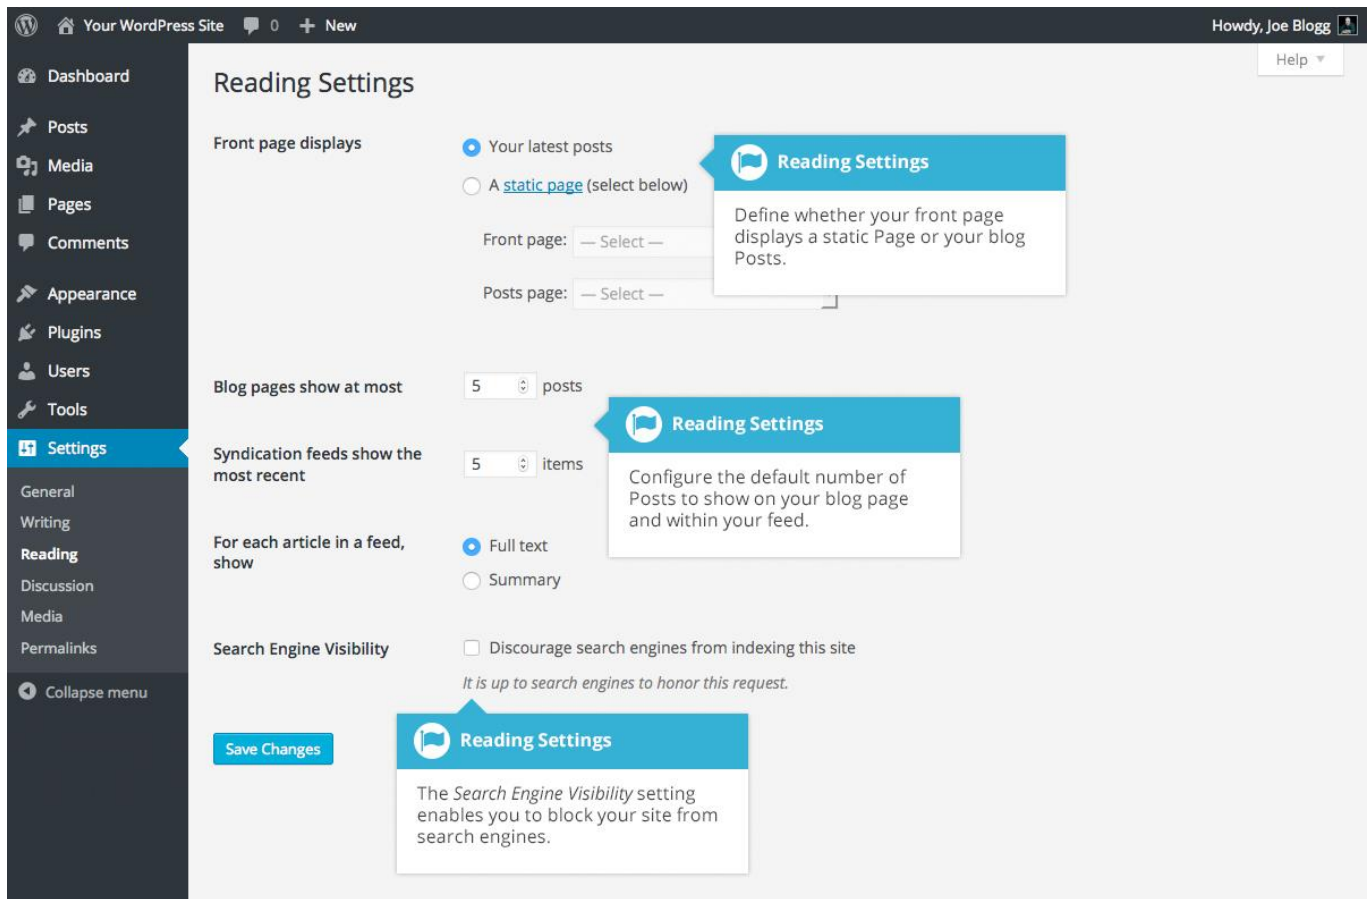 Your WordPress Site 0 + New Howdy, Joe Blogg
Help
Dashboard
Posts
Media
Pages
Comments
Appearance
Plugins
Users
Tools
Settings
General
Writing
Reading
Discussion
Media
Permalinks
Collapse menu
Reading Settings
Front page displays
Your latest posts
A static page (select below)
Front page: — Select —
Posts page: — Select —
Reading Settings
Define whether your front page
displays a static Page or your blog
Posts.
Blog pages show at most 5 posts
Syndication feeds show the
most recent
5 items
Reading Settings
Configure the default number of
Posts to show on your blog page
and within your feed.
For each article in a feed,
show
Full text
Summary
Search Engine Visibility
Discourage search engines from indexing this site
It is up to search engines to honor this request.
Save Changes
Reading Settings
The Search Engine Visibility setting
enables you to block your site from
search engines.